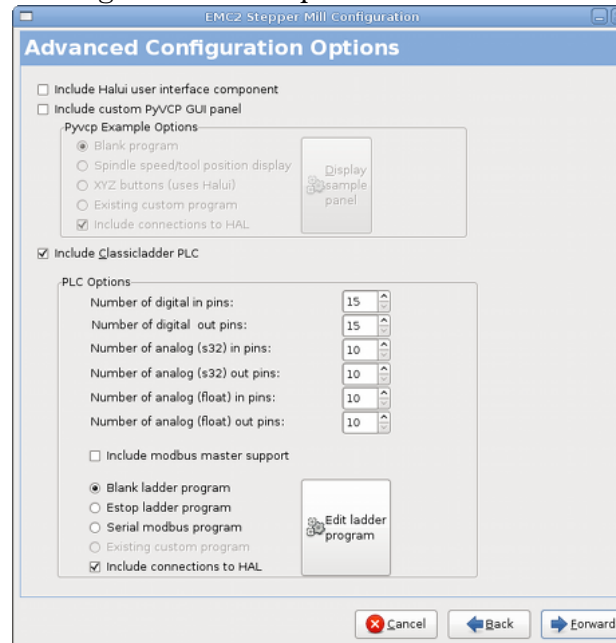 EMC2 Stepper Mill Configuration
Advanced Configuration Options
Include Halui user interface component
Include custom PyVCP GUI panel
Pyvcp Example Options
Blank program
Spindle speed/tool position display
XYZ buttons (uses Halui)
Existing custom program
Include connections to HAL
Display
sample
panel
Include Classicladder PLC
PLC Options
Number of digital in pins: 15
Number of digital out pins: 15
Number of analog (s32) in pins: 10
Number of analog (s32) out pins: 10
Number of analog (float) in pins: 10
Number of analog (float) out pins: 10
Include modbus master support
Blank ladder program
Estop ladder program
Serial modbus program
Existing custom program
Include connections to HAL
Edit ladder
program
Cancel Back Forward